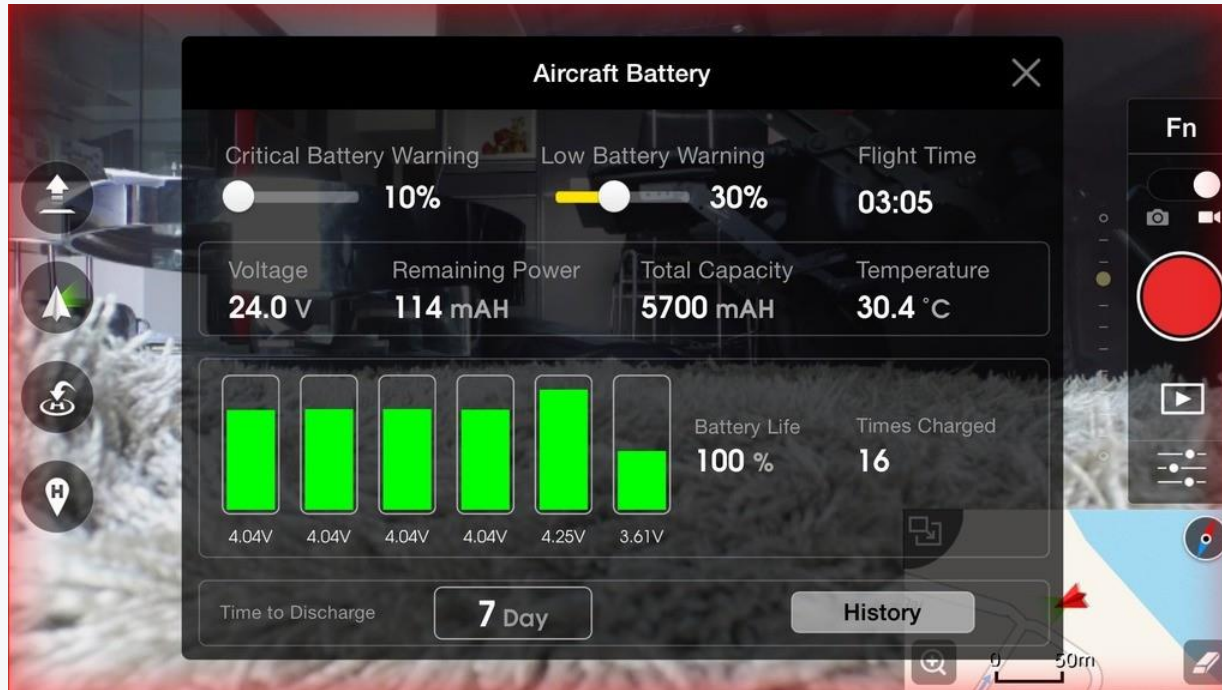 Aircraft Battery
Fn
Critical Battery Warning Low Battery Warning Flight Time
10% 30% 03:05
Voltage Remaining Power Total Capacity Temperature
24.0 V 114 mAH 5700 mAH 30.4 °C
Battery Life Times Charged
100 % 16
4.04V 4.04V 4.04V 4.04V 4.25V 3.61V
H
H
Time to Discharge 7 Day History
0 50m